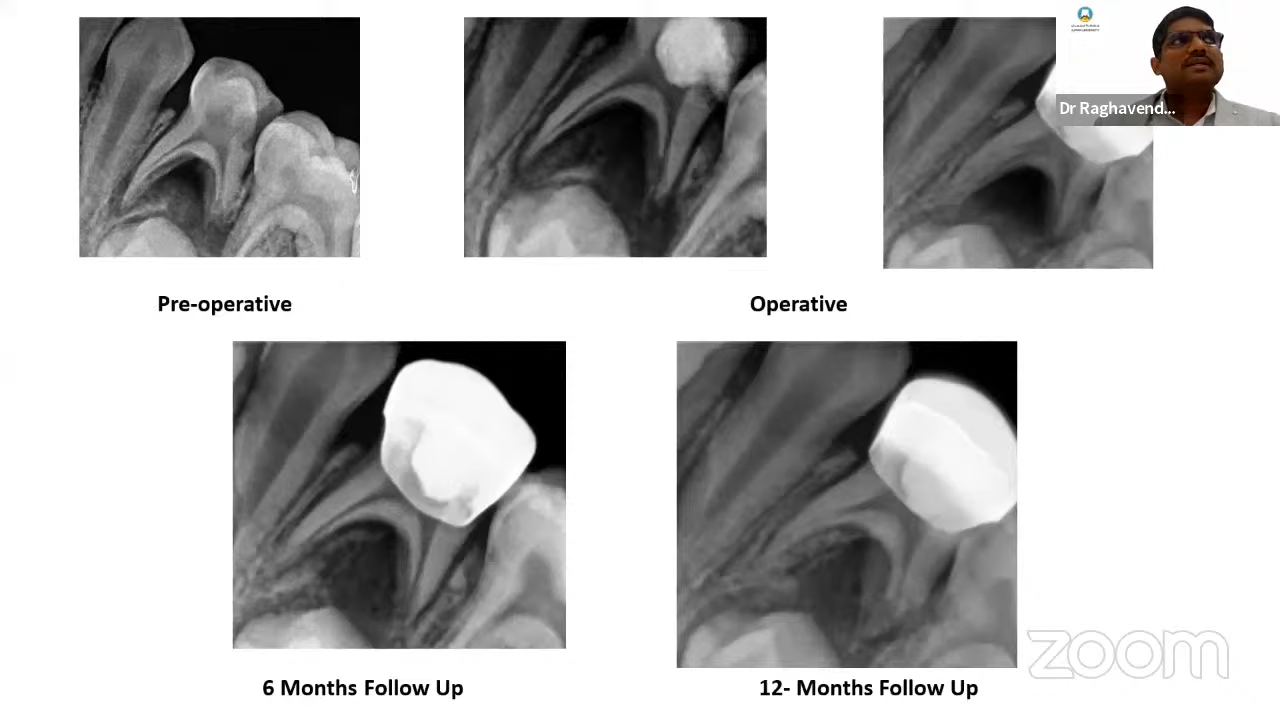 Dr Raghavend...
Pre-operative
Operative
6 Months Follow Up
12- Months Follow Up
zoom